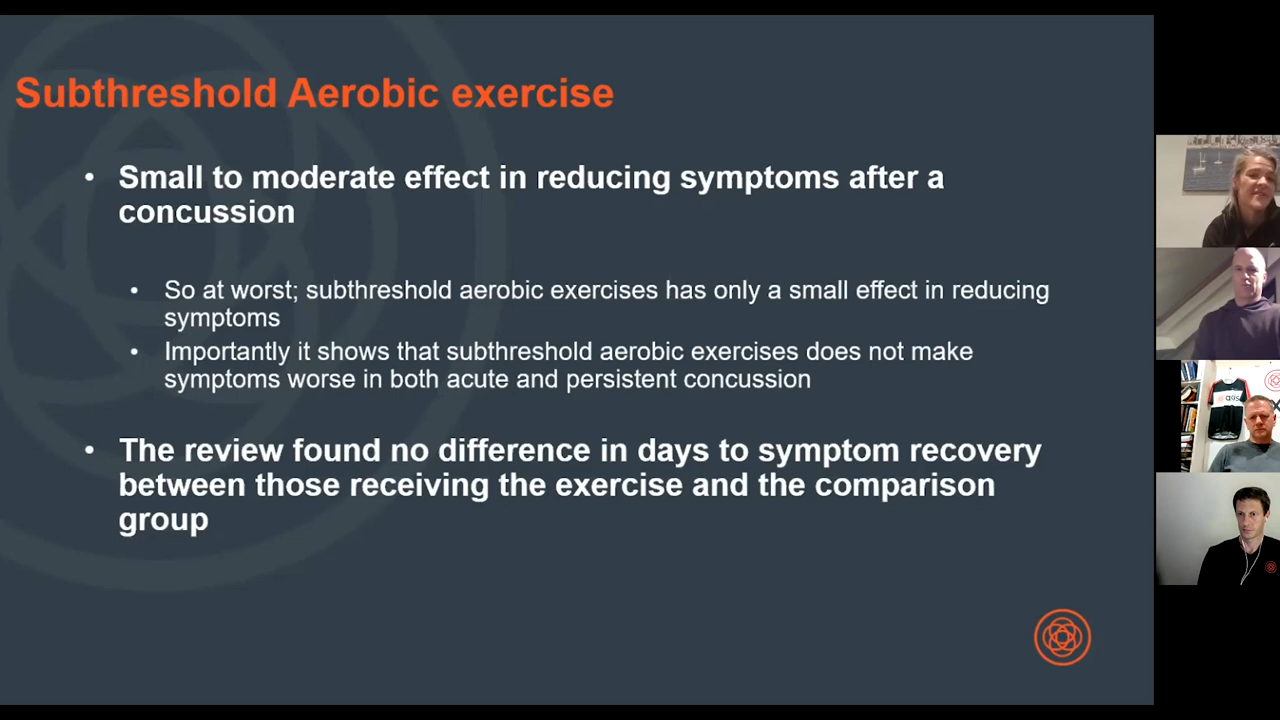 Subthreshold Aerobic exercise
• Small to moderate effect in reducing symptoms after a
concussion
• So at worst; subthreshold aerobic exercises has only a small effect in reducing
symptoms
• Importantly it shows that subthreshold aerobic exercises does not make
symptoms worse in both acute and persistent concussion
• The review found no difference in days to symptom recovery
between those receiving the exercise and the comparison
group